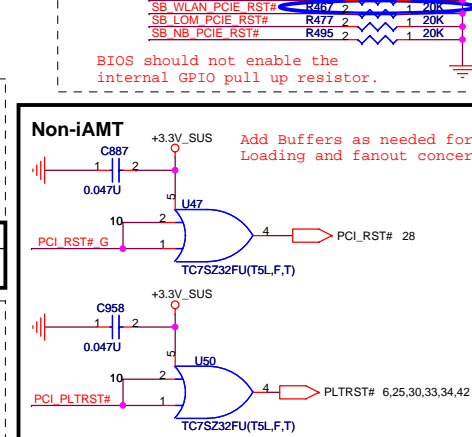 SB_WLAN_PCIE_RST# R467 2 1 20K
SB_LOM_PCIE_RST# R477 2 1 20K
SB_NB_PCIE_RST# R495 2 1 20K
BIOS should not enable the
internal GPIO pull up resistor.
Non-iAMT
+3.3V_SUS
Add Buffers as needed for
Loading and fanout concer
C887
1 2
0.047U
5
U47
10 2
PCI_RST#_G 1
4
PCI_RST# 28
TC7SZ32FU(T5L,F,T)
+3.3V_SUS
C958
1 2
0.047U
5
U50
10 2
PCI_PLTRST# 1
4
PLTRST# 6,25,30,33,34,42
TC7SZ32FU(T5L,F,T)